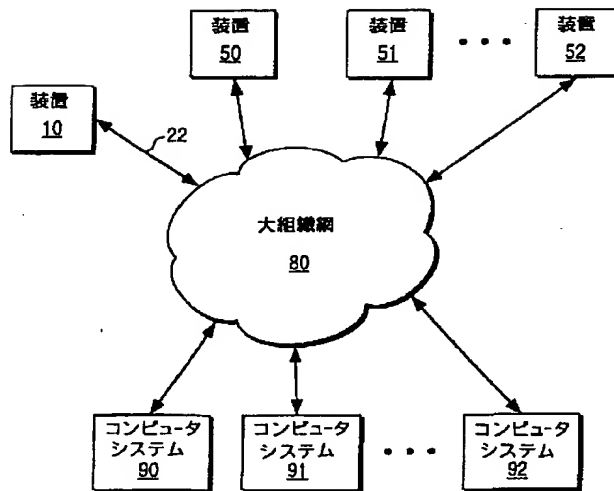 装置
50
装置
51
装置
52
装置
10
22
大組織網
80
コンピュータ
システム
90
コンピュータ
システム
91
コンピュータ
システム
92